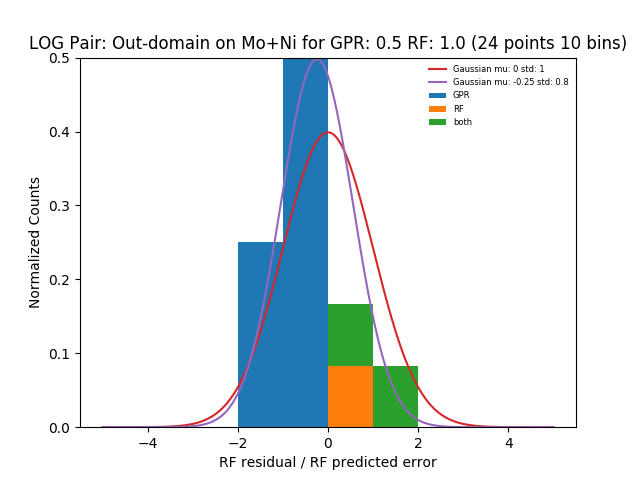 LOG Pair: Out-domain on Mo+Ni for GPR: 0.5 RF: 1.0 (24 points 10 bins)
Gaussian mu: 0 std: 1
Gaussian mu: -0.25 std: 0.8
GPR
RF
both
Normalized Counts
0.5
0.4
0.3
0.2
0.1
0.0
−4 −2 0 2 4
RF residual / RF predicted error